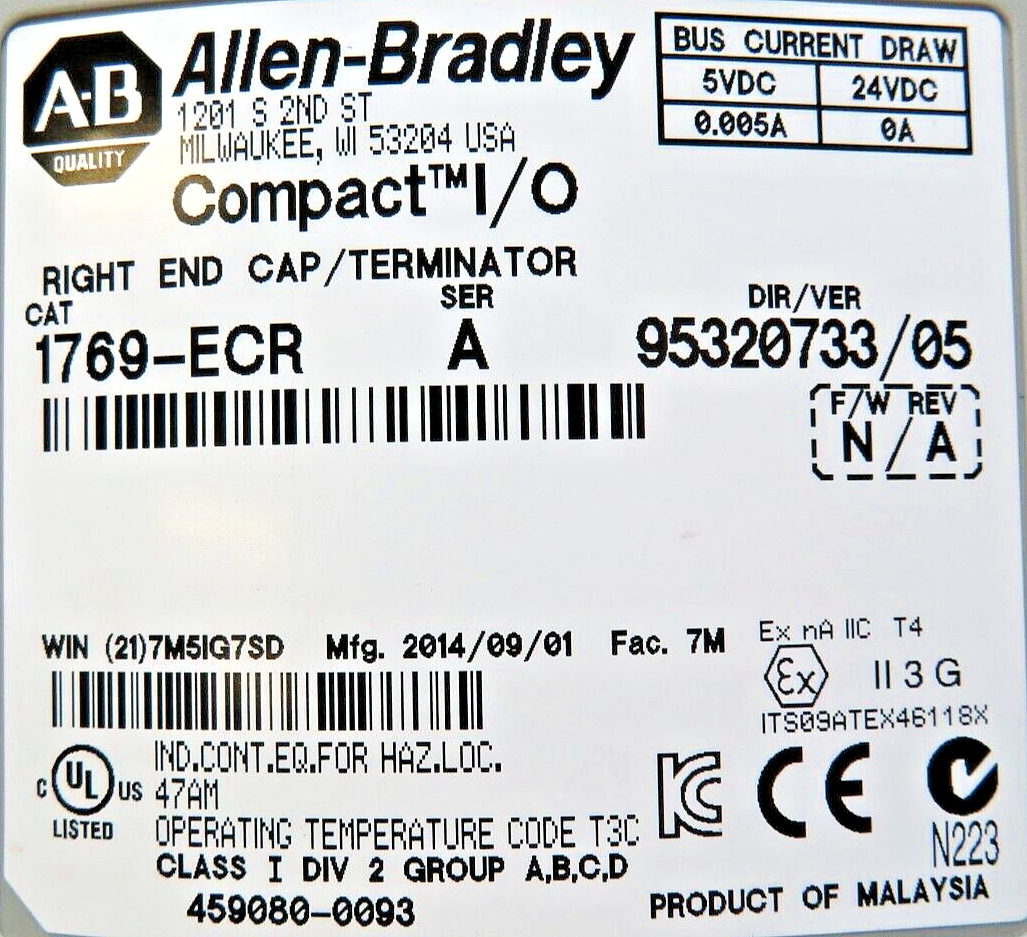 A-B
QUALITY
Allen-Bradley
1201 S 2ND ST
MILWAUKEE, WI 53204 USA
Compact™I/O
BUS CURRENT DRAW
5VDC 24VDC
0.005A 0A
RIGHT END CAP/TERMINATOR
CAT SER DIR/VER
1769-ECR A 95320733/05
F/W REV
N/A
WIN (21)7M5IG7SD Mfg. 2014/09/01 Fac. 7M
Ex nA IIC T4
Ex II 3 G
ITS09ATEX46118X
C UL US
LISTED
IND.CONT.EQ.FOR HAZ.LOC.
47AM
OPERATING TEMPERATURE CODE T3C
CLASS I DIV 2 GROUP A,B,C,D
459080-0093
KC CE
N223
PRODUCT OF MALAYSIA